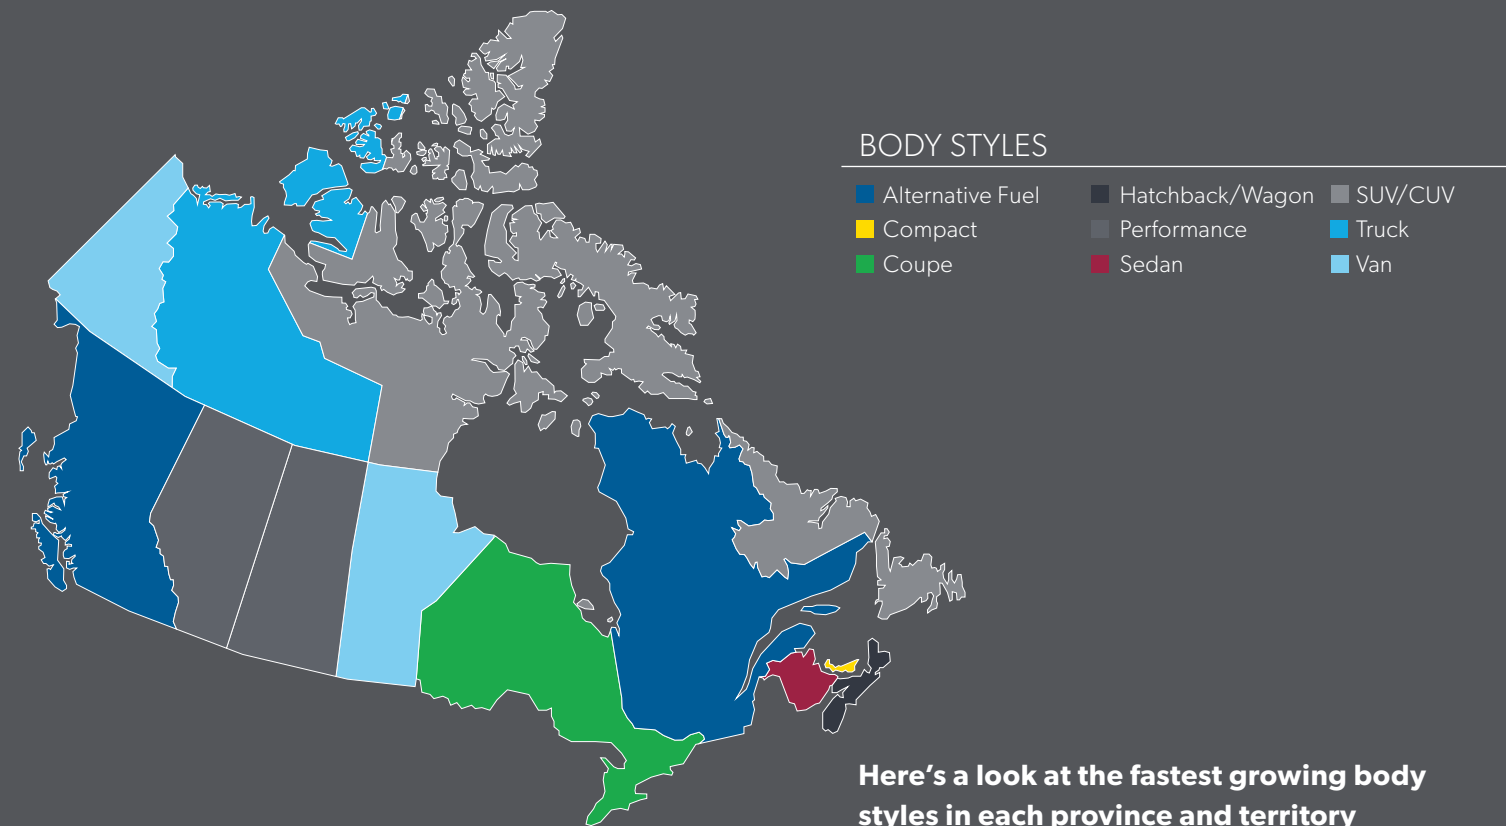 BODY STYLES
Alternative Fuel
Hatchback/Wagon
SUV/CUV
Compact
Performance
Truck
Coupe
Sedan
Van
Here’s a look at the fastest growing body
styles in each province and territory